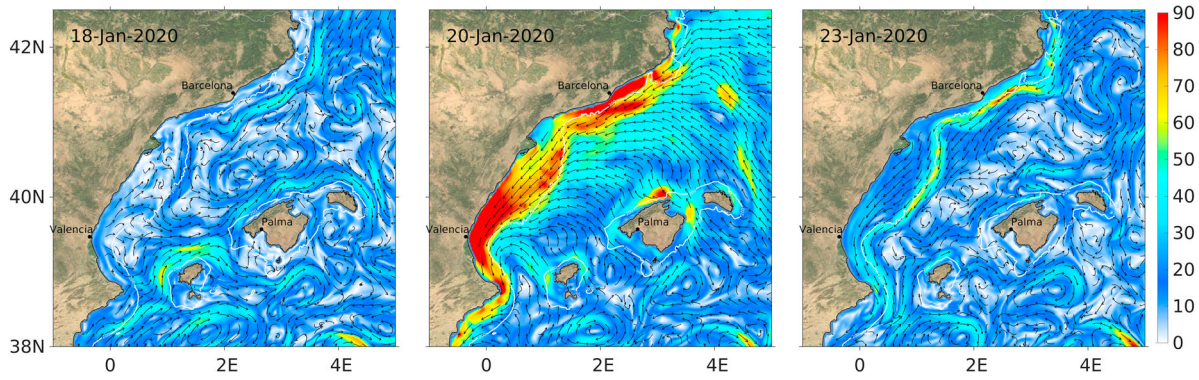 18-Jan-2020
20-Jan-2020
23-Jan-2020
Barcelona
Barcelona
Barcelona
Palma
Palma
Palma
Valencia
Valencia
Valencia
42N
40N
38N
0
2E
4E
0
2E
4E
0
2E
4E
90
80
70
60
50
40
30
20
10
0